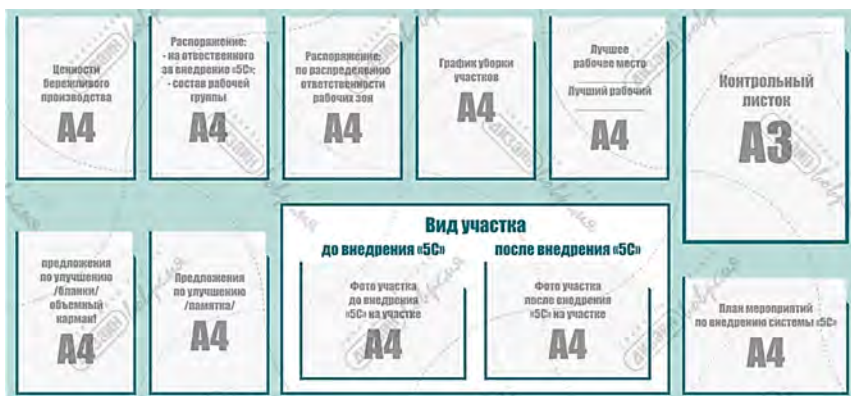 Ценности
бережливого
производства
А4
Распоряжение:
- на отвественного
за внедрения «5С»;
- состав рабочей
группы
А4
Распоряжение:
по распределению
ответственности
рабочих зон
А4
График уборки
участков
А4
Лучшее
рабочее место
Лучший рабочий
А4
Контрольный
листок
А3
предложения
по улучшению
/бланки/
объемный
карман!
А4
Предложения
по улучшению
/памятка/
А4
Вид участка
до внедрения «5С»
Фото участка
до внедрения
«5С» на участке
А4
после внедрения «5С»
Фото участка
после внедрения
«5С» на участке
А4
План мероприятий
по внедрению системы «5С»
А4